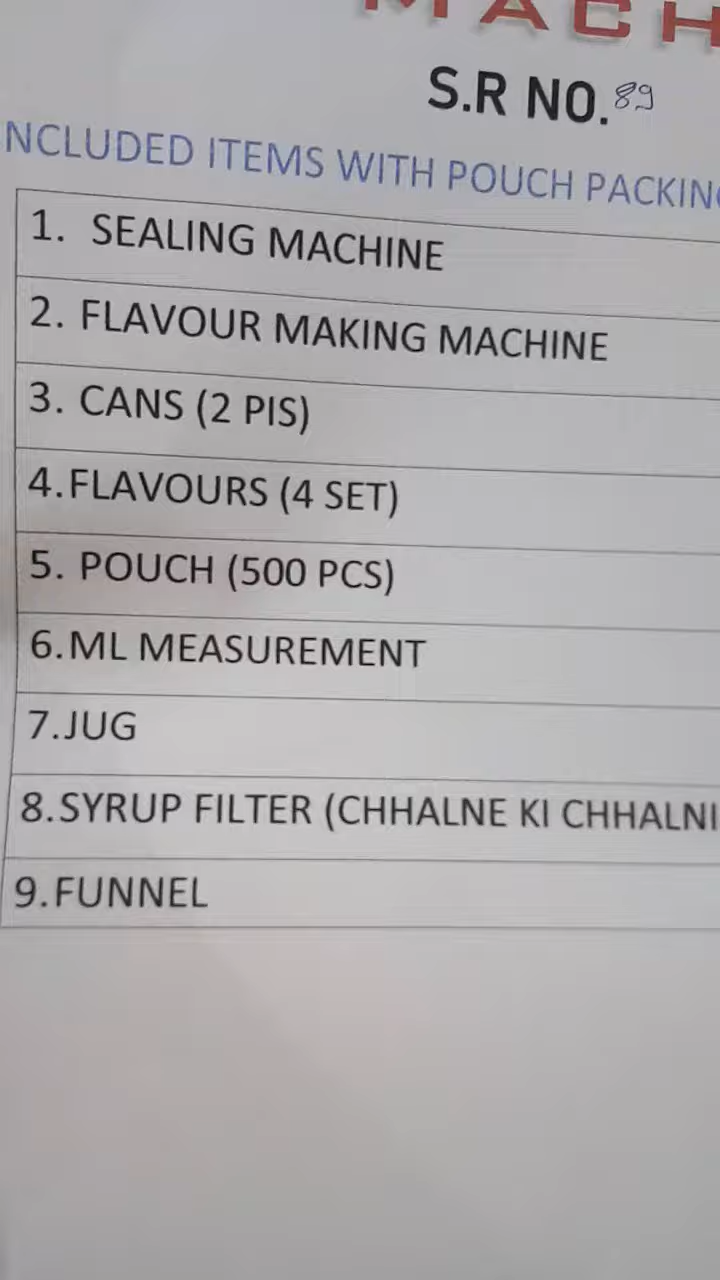 MACH
S.R NO. 89
NCLUDED ITEMS WITH POUCH PACKING
1. SEALING MACHINE
2. FLAVOUR MAKING MACHINE
3. CANS (2 PIS)
4.FLAVOURS (4 SET)
5. POUCH (500 PCS)
6.ML MEASUREMENT
7.JUG
8.SYRUP FILTER (CHHALNE KI CHHALNI
9.FUNNEL